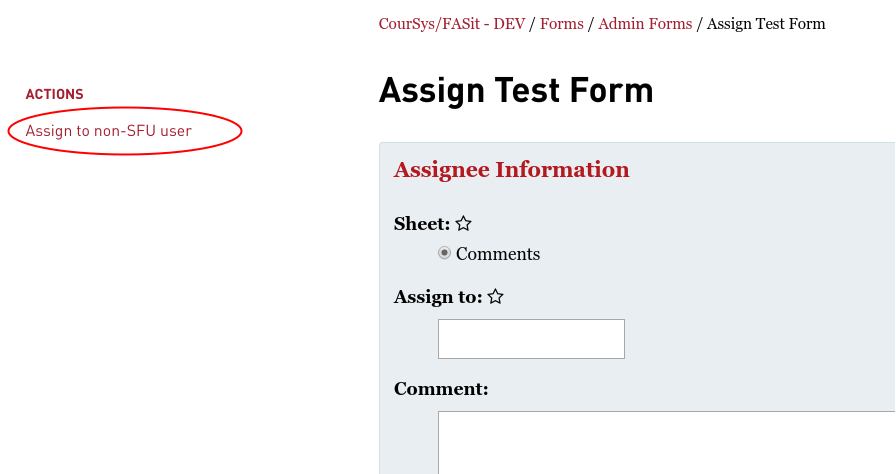 CourSys/FASit - DEV / Forms / Admin Forms / Assign Test Form
ACTIONS
Assign to non-SFU user
Assign Test Form
Assignee Information
Sheet:
Comments
Assign to:
Comment: